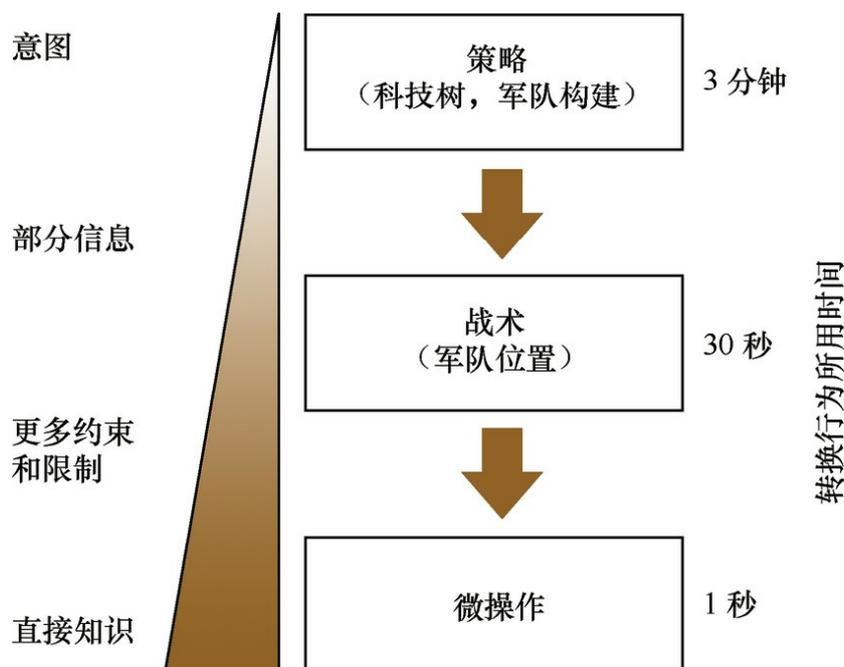 意图
策略
（科技树，军队构建）
3 分钟
部分信息
战术
（军队位置）
30 秒
更多约束
和限制
微操作
1 秒
直接知识
转换行为所用时间